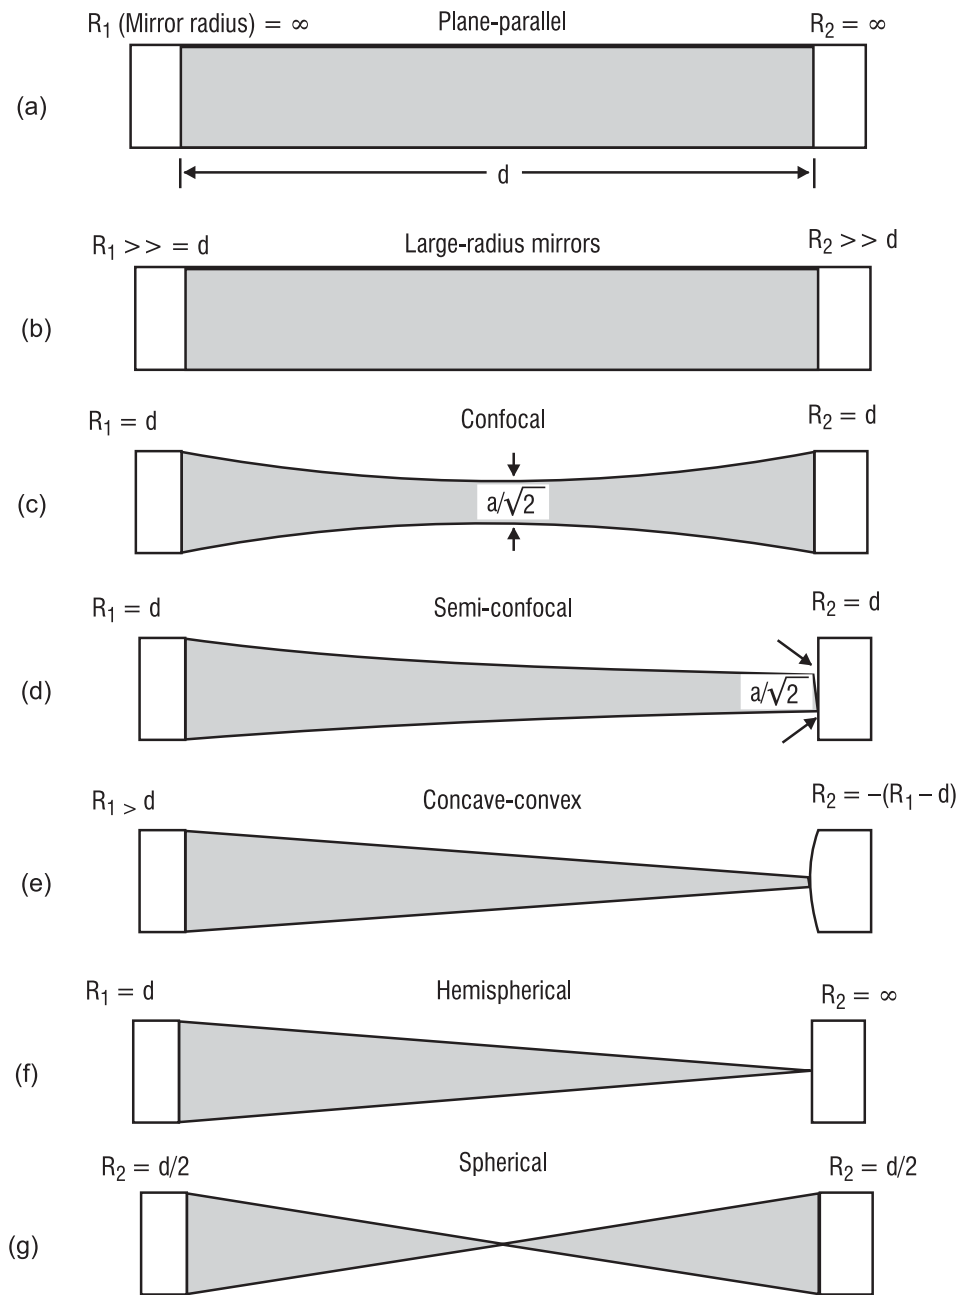 R₁ (Mirror radius) = ∞ Plane-parallel R₂ = ∞
(a)
d
R₁ >> = d Large-radius mirrors R₂ >> d
(b)
R₁ = d Confocal R₂ = d
(c) a/√2
R₁ = d Semi-confocal R₂ = d
(d) a/√2
R₁ > d Concave-convex R₂ = –(R₁ – d)
(e)
R₁ = d Hemispherical R₂ = ∞
(f)
R₂ = d/2 Spherical R₂ = d/2
(g)